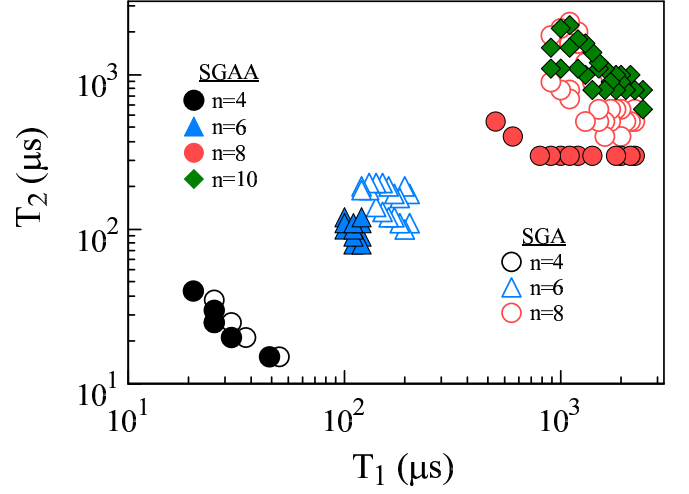 10³
10²
10¹
T₂ (μs)
SGAA
n=4
n=6
n=8
n=10
SGA
n=4
n=6
n=8
10¹
10²
10³
T₁ (μs)